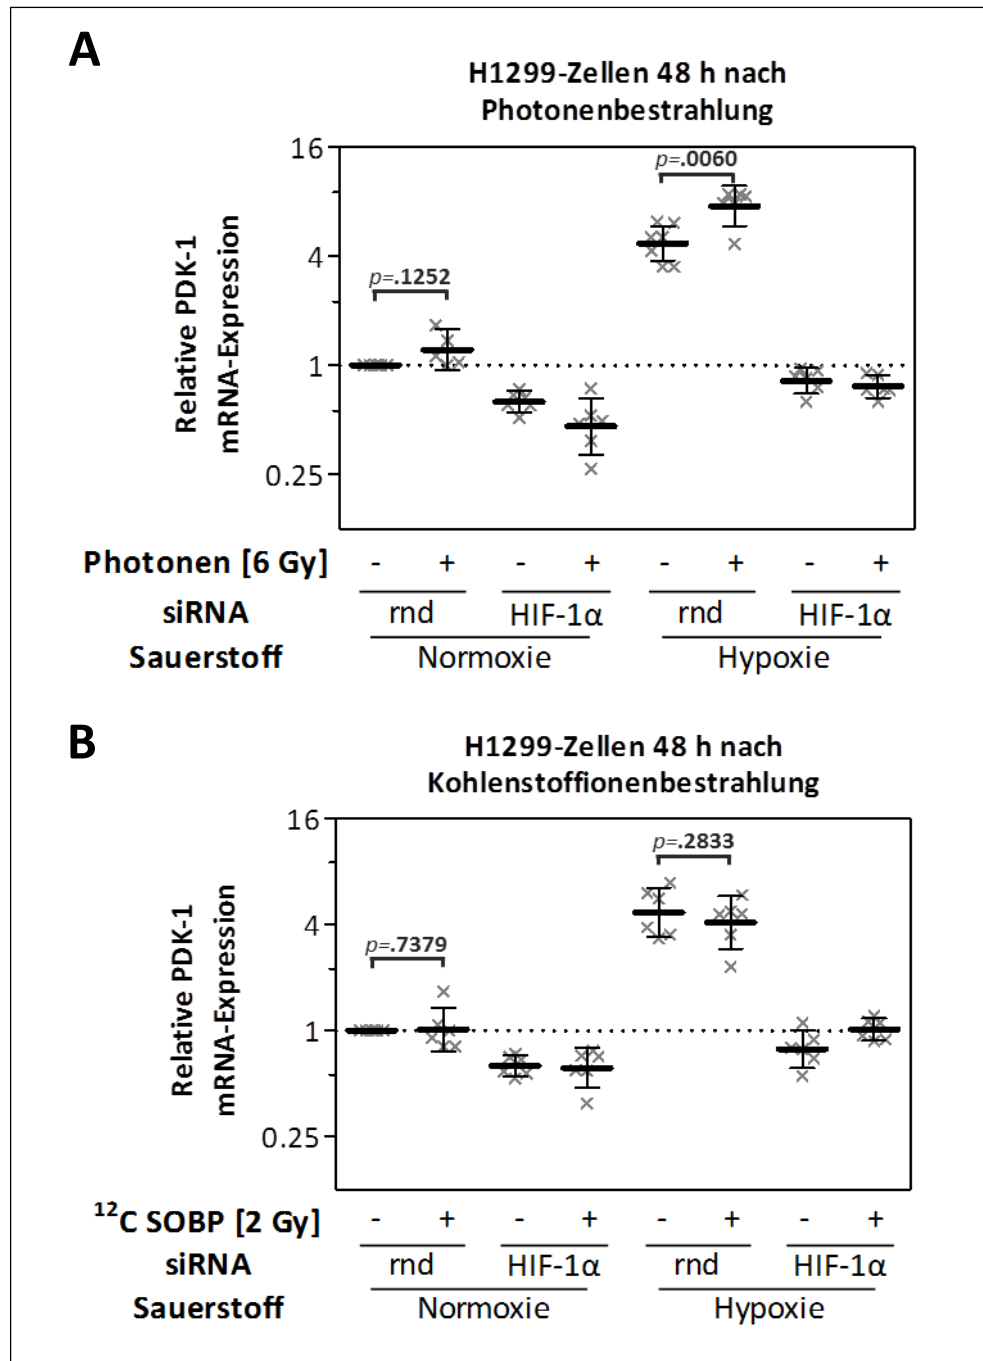 A
H1299-Zellen 48 h nach
Photonenbestrahlung
Relative PDK-1
mRNA-Expression
16
4
1
0.25
p=.1252
p=.0060
Photonen [6 Gy] - + - + - + - +
siRNA rnd HIF-1α rnd HIF-1α
Sauerstoff Normoxie Hypoxie
B
H1299-Zellen 48 h nach
Kohlenstoffionenbestrahlung
Relative PDK-1
mRNA-Expression
16
4
1
0.25
p=.7379
p=.2833
¹²C SOBP [2 Gy] - + - + - + - +
siRNA rnd HIF-1α rnd HIF-1α
Sauerstoff Normoxie Hypoxie